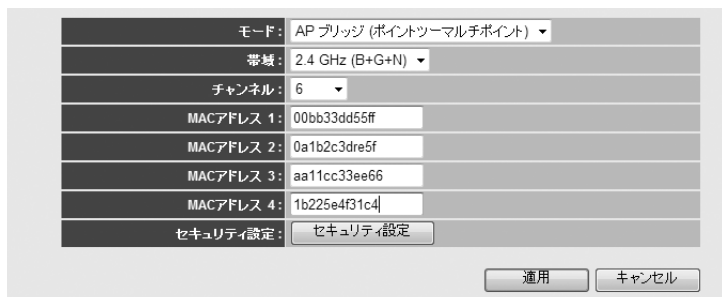 モード: AP ブリッジ (ポイントツーマルチポイント)
帯域: 2.4 GHz (B+G+N)
チャンネル: 6
MACアドレス 1: 00bb33dd55ff
MACアドレス 2: 0a1b2c3dre5f
MACアドレス 3: aa11cc33ee66
MACアドレス 4: 1b225e4f31c4
セキュリティ設定: セキュリティ設定
適用 キャンセル